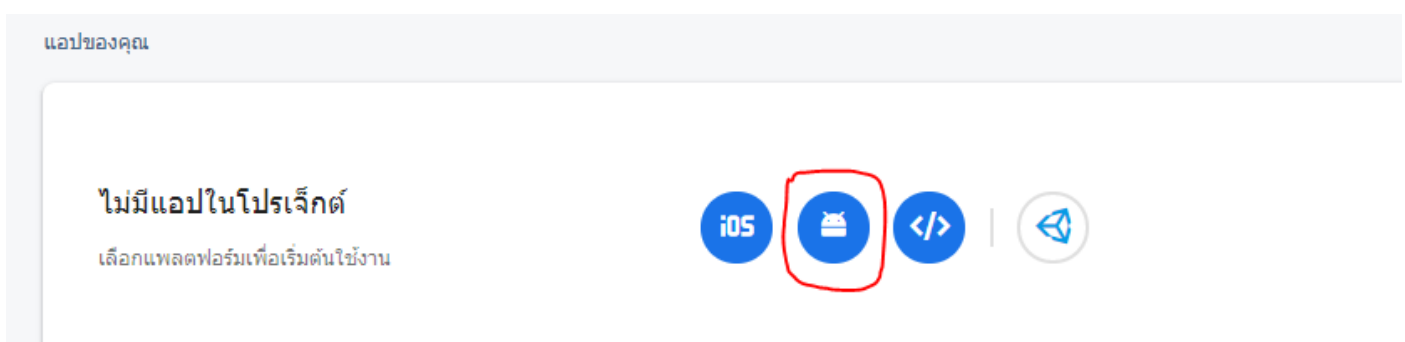 แอปของคุณ
ไม่มีแอปในโปรเจ็กต์
iOS </>
เลือกแพลตฟอร์มเพื่อเริ่มต้นใช้งาน